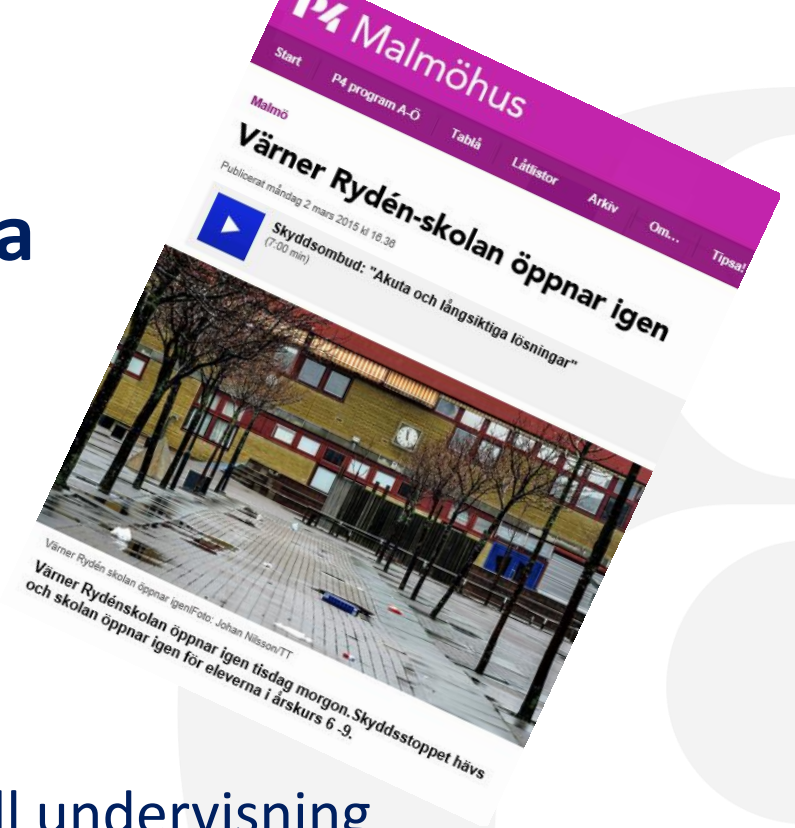 P4 Malmöhus
Start P4 program A-Ö Tablå Låtlistor Arkiv Om... Tipsa!
Malmö
Värner Rydén-skolan öppnar igen
Publicerat måndag 2 mars 2015 kl 16.36
Skyddsombud: "Akuta och långsiktiga lösningar"
(7:00 min)
a
Värner Rydén skolan öppnar igen|Foto: Johan Nilsson/TT
Värner Rydénskolan öppnar igen tisdag morgon. Skyddsstoppet hävs
och skolan öppnar igen för eleverna i årskurs 6 -9.
undervisning